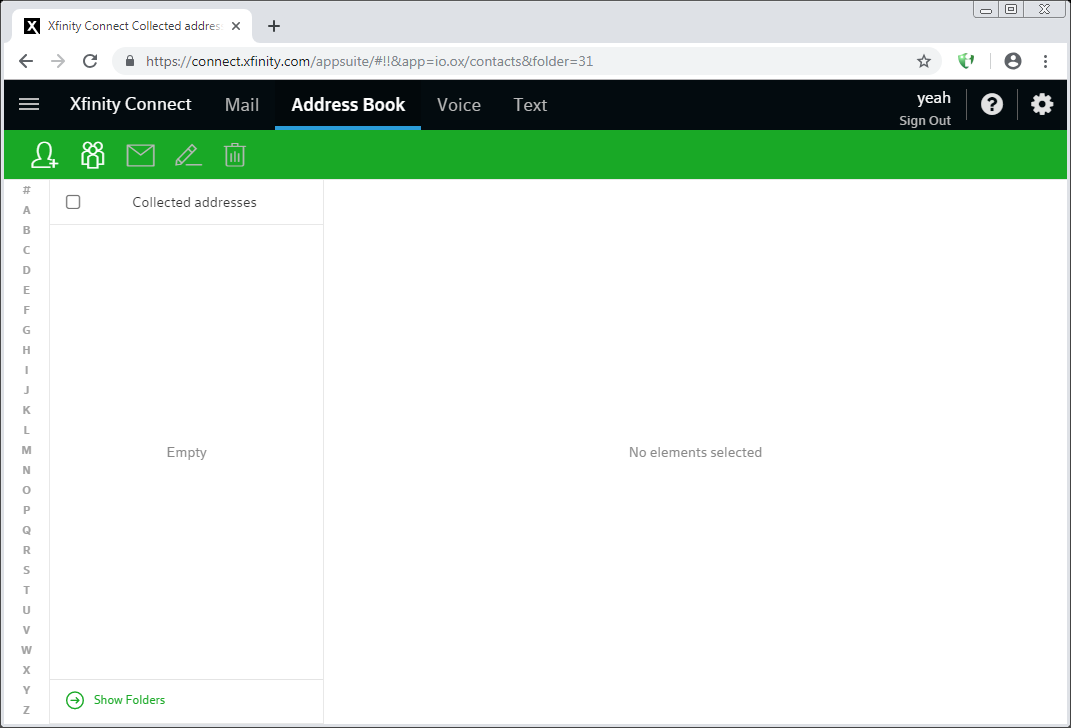 X Xfinity Connect Collected addres
https://connect.xfinity.com/appsuite/#!!&app=io.ox/contacts&folder=31
Xfinity Connect Mail Address Book Voice Text yeah
Sign Out
?
# Collected addresses
A
B
C
D
E
F
G
H
I
J
K
L
M Empty No elements selected
N
O
P
Q
R
S
T
U
V
W
X
Y Show Folders
Z